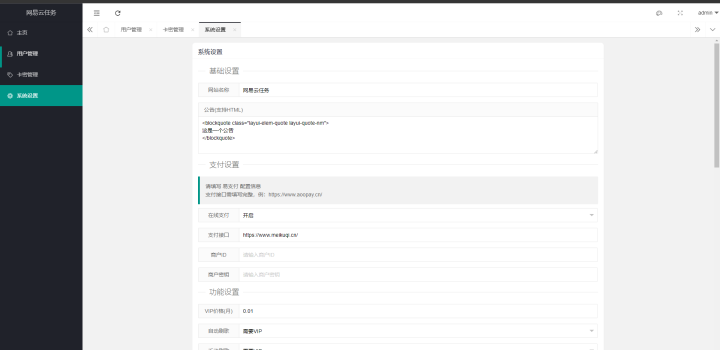 网易云任务
admin
主页
用户管理
卡密管理
系统设置
用户管理
卡密管理
系统设置
系统设置
基础设置
网站名称
网易云任务
公告(支持HTML)
<blockquote class="layui-elem-quote layui-quote-nm">
这是一个公告
</blockquote>
支付设置
请填写 易支付 配置信息
支付接口需填写完整，例：https://www.aoopay.cn/
在线支付
开启
支付接口
https://www.meikuqi.cn/
商户ID
请输入商户ID
商户密钥
请输入商户密钥
功能设置
VIP价格(月)
0.01
自动刷歌
需要VIP